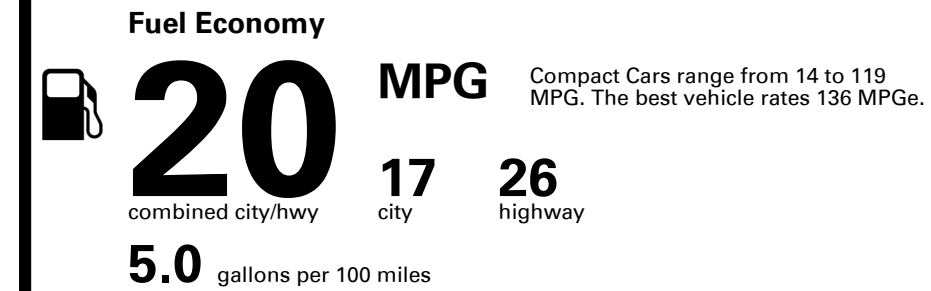 Fuel Economy
20 MPG
Compact Cars range from 14 to 119
MPG. The best vehicle rates 136 MPGe.
17 26
combined city/hwy city highway
5.0 gallons per 100 miles